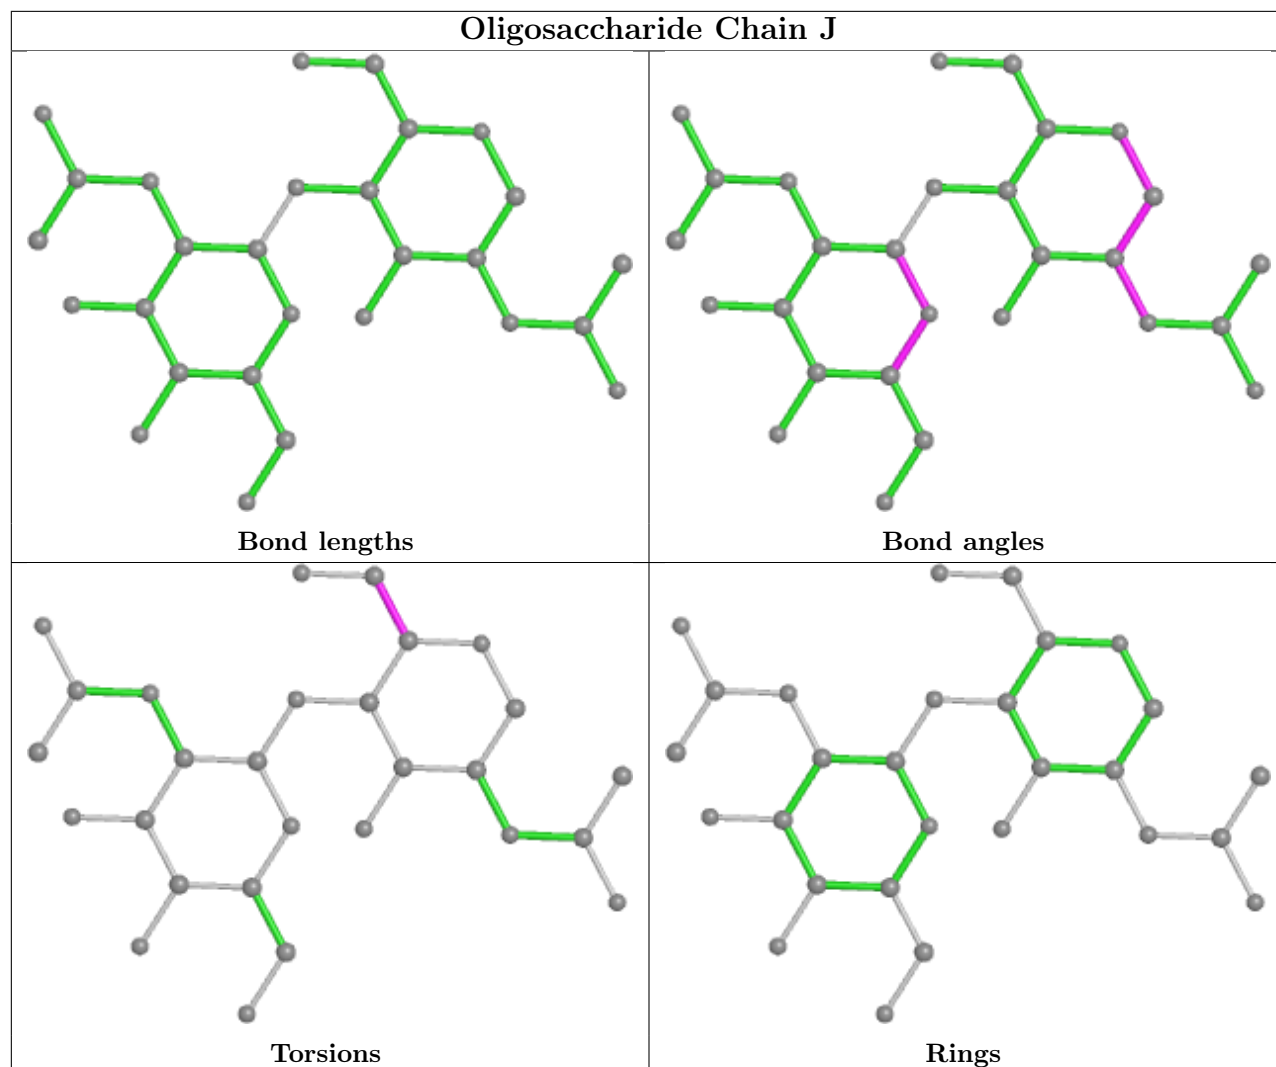 Oligosaccharide Chain J
Bond lengths
Bond angles
Torsions
Rings